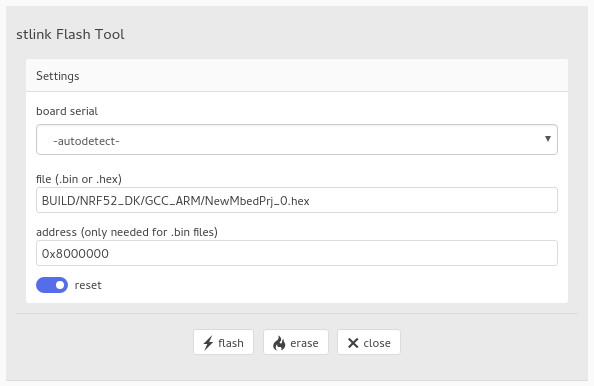 stlink Flash Tool
Settings
board serial
-autodetect-
file (.bin or .hex)
BUILD/NRF52_DK/GCC_ARM/NewMbedPrj_0.hex
address (only needed for .bin files)
0x8000000
reset
flash erase close